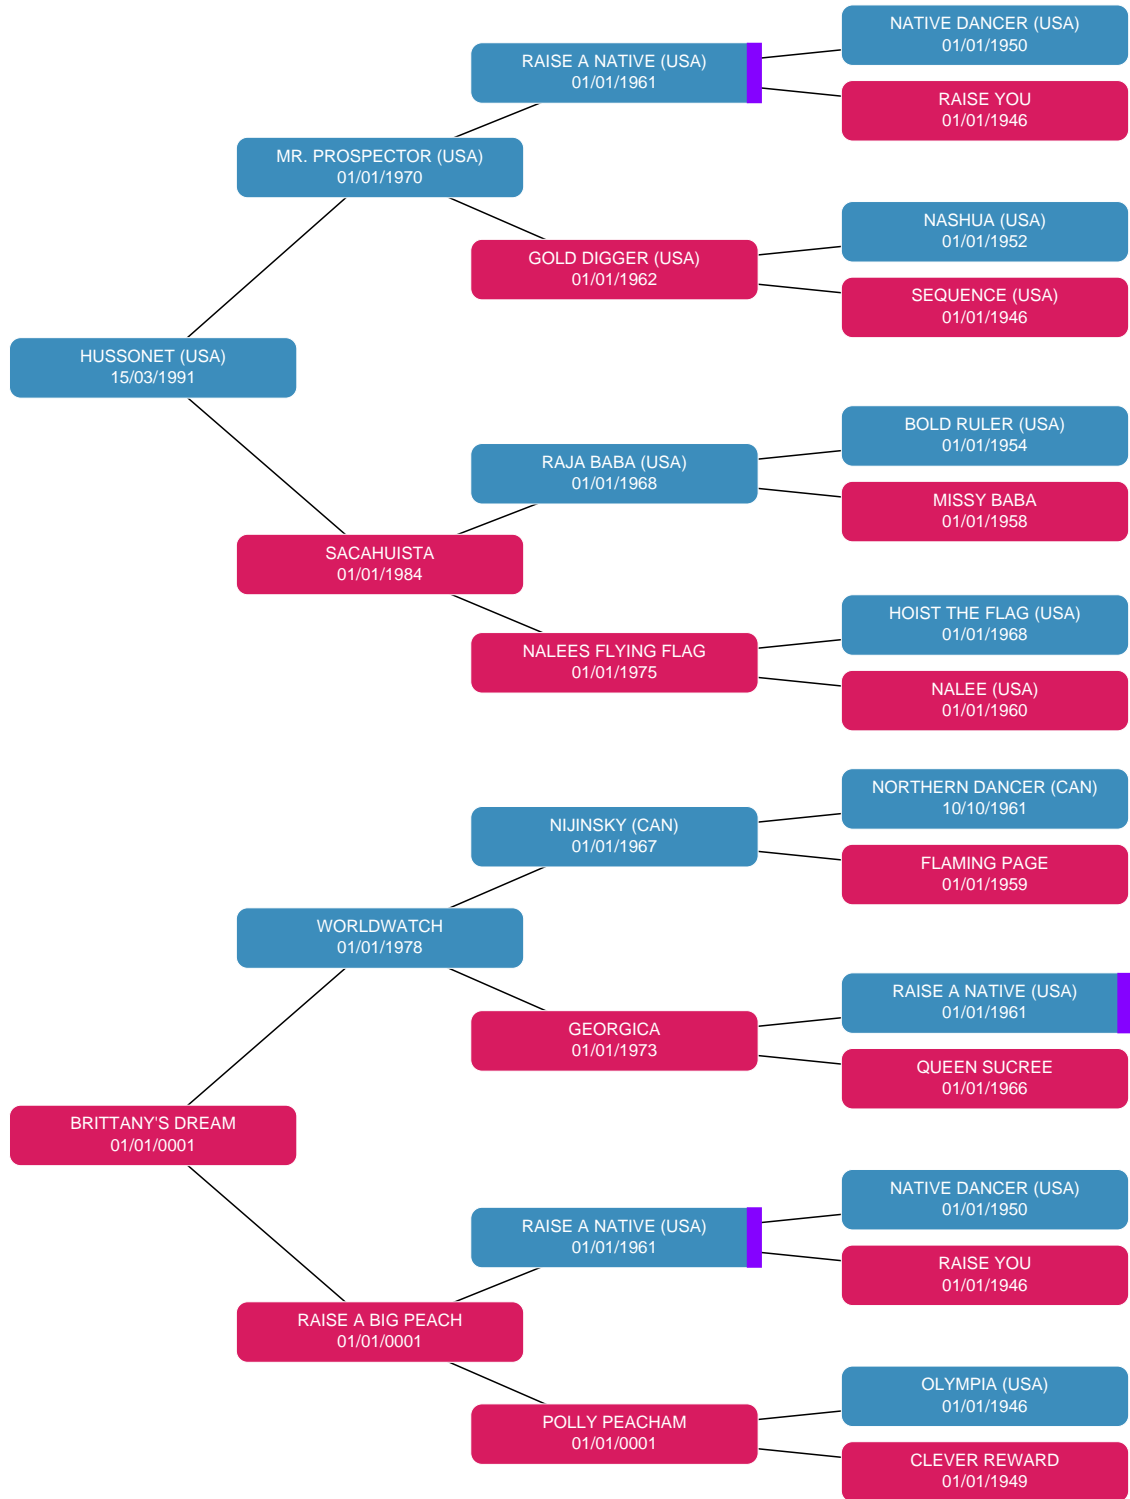 NATIVE DANCER (USA)
01/01/1950
RAISE A NATIVE (USA)
01/01/1961
RAISE YOU
01/01/1946
MR. PROSPECTOR (USA)
01/01/1970
NASHUA (USA)
01/01/1952
GOLD DIGGER (USA)
01/01/1962
SEQUENCE (USA)
01/01/1946
HUSSONET (USA)
15/03/1991
BOLD RULER (USA)
01/01/1954
RAJA BABA (USA)
01/01/1968
MISSY BABA
01/01/1958
SACAHUISTA
01/01/1984
HOIST THE FLAG (USA)
01/01/1968
NALEES FLYING FLAG
01/01/1975
NALEE (USA)
01/01/1960
NORTHERN DANCER (CAN)
10/10/1961
NIJINSKY (CAN)
01/01/1967
FLAMING PAGE
01/01/1959
WORLDWATCH
01/01/1978
RAISE A NATIVE (USA)
01/01/1961
GEORGICA
01/01/1973
QUEEN SUCREE
01/01/1966
BRITTANY'S DREAM
01/01/0001
NATIVE DANCER (USA)
01/01/1950
RAISE A NATIVE (USA)
01/01/1961
RAISE YOU
01/01/1946
RAISE A BIG PEACH
01/01/0001
OLYMPIA (USA)
01/01/1946
POLLY PEACHAM
01/01/0001
CLEVER REWARD
01/01/1949